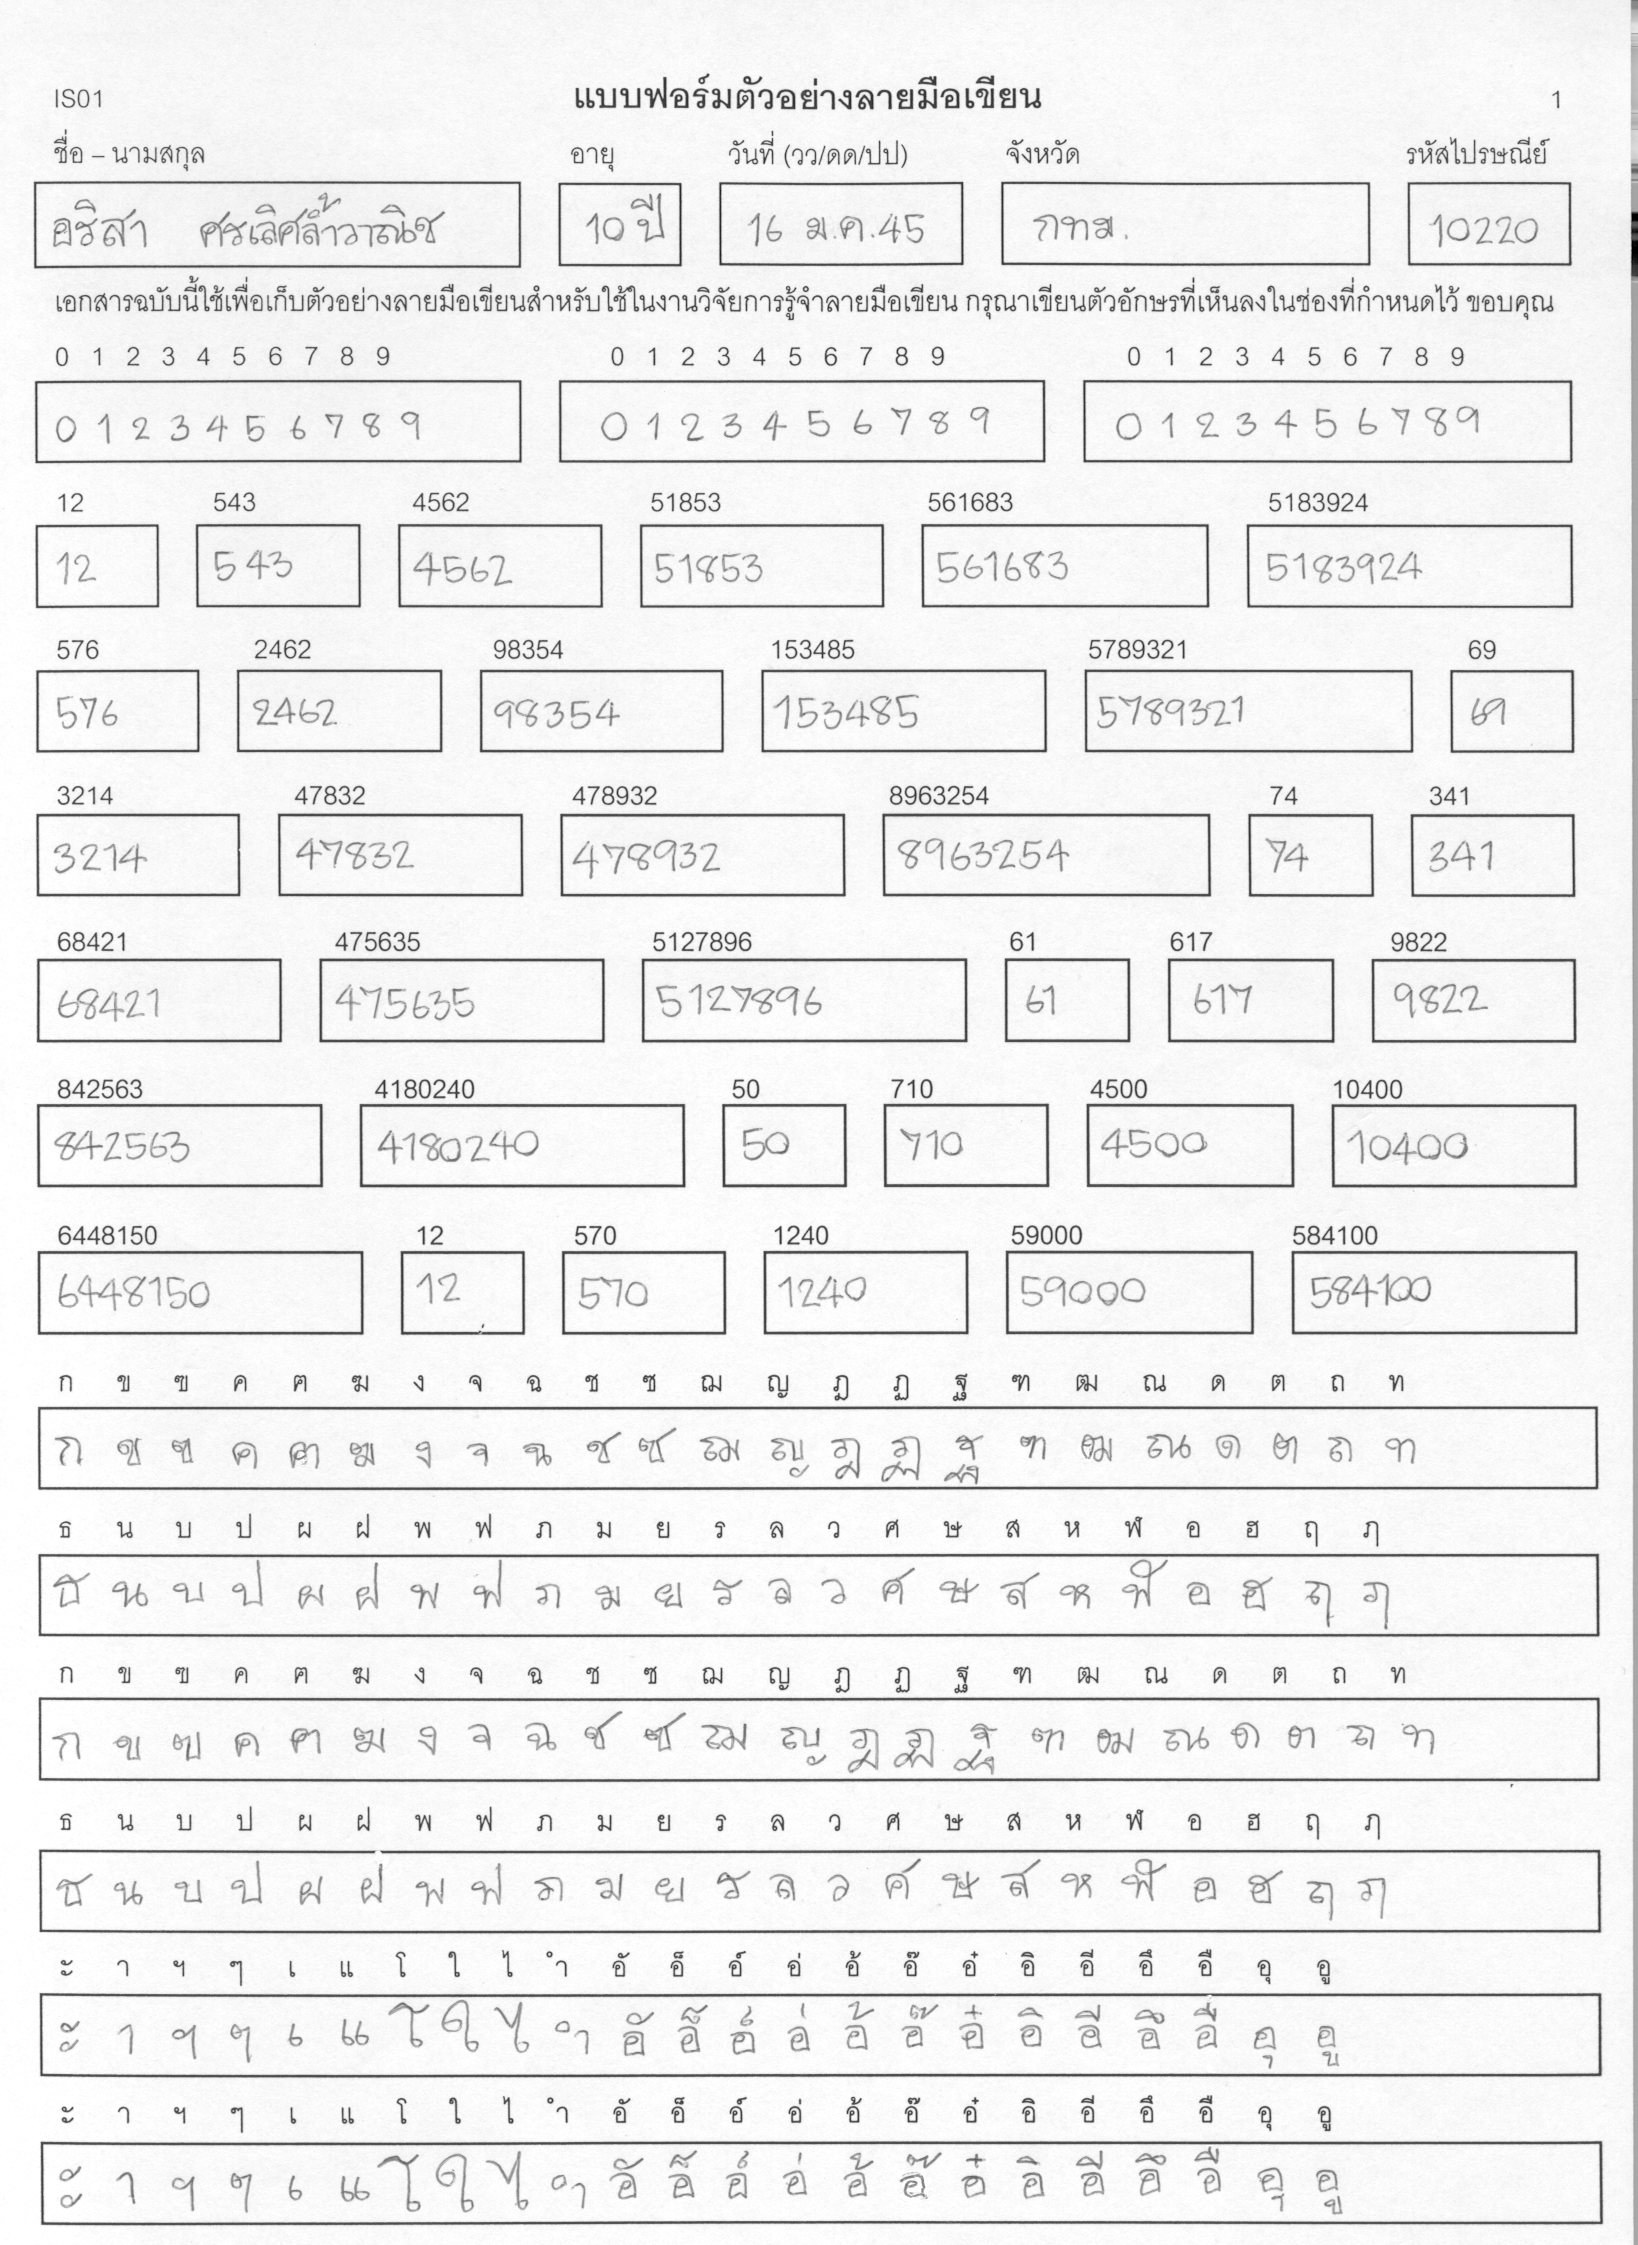 IS01 แบบฟอร์มตัวอย่างลายมือเขียน 1
ชื่อ – นามสกุล อายุ วันที่ (วว/ดด/ปป) จังหวัด รหัสไปรษณีย์
อริสา ศรเลิศล้ำวาณิช 10 ปี 16 ม.ค.45 กทม. 10220
เอกสารฉบับนี้ใช้เพื่อเก็บตัวอย่างลายมือเขียนสำหรับใช้ในงานวิจัยการรู้จำลายมือเขียน กรุณาเขียนตัวอักษรที่เห็นลงในช่องที่กำหนดไว้ ขอบคุณ
0 1 2 3 4 5 6 7 8 9 0 1 2 3 4 5 6 7 8 9 0 1 2 3 4 5 6 7 8 9
0 1 2 3 4 5 6 7 8 9 0 1 2 3 4 5 6 7 8 9 0 1 2 3 4 5 6 7 8 9
12 543 4562 51853 561683 5183924
12 543 4562 51853 561683 5183924
576 2462 98354 153485 5789321 69
576 2462 98354 153485 5789321 69
3214 47832 478932 8963254 74 341
3214 47832 478932 8963254 74 341
68421 475635 5127896 61 617 9822
68421 475635 5127896 61 617 9822
842563 4180240 50 710 4500 10400
842563 4180240 50 710 4500 10400
6448150 12 570 1240 59000 584100
6448150 12 570 1240 59000 584100
ก ข ฃ ค ฅ ฆ ง จ ฉ ช ซ ฌ ญ ฎ ฏ ฐ ฑ ฒ ณ ด ต ถ ท
ก ข ฃ ค ฅ ฆ ง จ ฉ ช ซ ฌ ญ ฎ ฏ ฐ ฑ ฒ ณ ด ต ถ ท
ธ น บ ป ผ ฝ พ ฟ ภ ม ย ร ล ว ศ ษ ส ห ฬ อ ฮ ฤ ฦ
ธ น บ ป ผ ฝ พ ฟ ภ ม ย ร ล ว ศ ษ ส ห ฬ อ ฮ ฤ ฦ
ก ข ฃ ค ฅ ฆ ง จ ฉ ช ซ ฌ ญ ฎ ฏ ฐ ฑ ฒ ณ ด ต ถ ท
ก ข ฃ ค ฅ ฆ ง จ ฉ ช ซ ฌ ญ ฎ ฏ ฐ ฑ ฒ ณ ด ต ถ ท
ธ น บ ป ผ ฝ พ ฟ ภ ม ย ร ล ว ศ ษ ส ห ฬ อ ฮ ฤ ฦ
ธ น บ ป ผ ฝ พ ฟ ภ ม ย ร ล ว ศ ษ ส ห ฬ อ ฮ ฤ ฦ
ะ า ฯ ๆ เ แ โ ใ ไ ำ อั อ็ อ์ อ่ อ้ อ๊ อ๋ อิ อี อึ อื อุ อู
ะ า ฯ ๆ เ แ โ ใ ไ ำ อั อ็ อ์ อ่ อ้ อ๊ อ๋ อิ อี อึ อื อุ อู
ะ า ฯ ๆ เ แ โ ใ ไ ำ อั อ็ อ์ อ่ อ้ อ๊ อ๋ อิ อี อึ อื อุ อู
ะ า ฯ ๆ เ แ โ ใ ไ ำ อั อ็ อ์ อ่ อ้ อ๊ อ๋ อิ อี อึ อื อุ อู